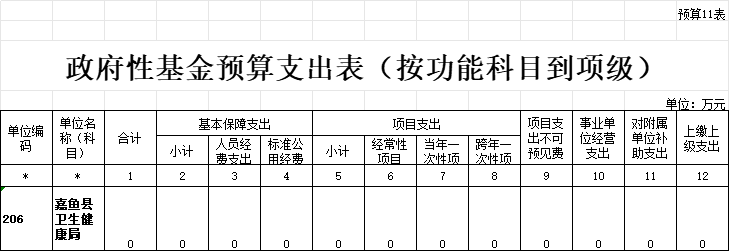 预算11表
政府性基金预算支出表（按功能科目到项级）
单位：万元
单位编码 单位名称（科目） 合计 基本保障支出 项目支出 项目支出不可预见费 事业单位经营支出 对附属单位补助支出 上缴上级支出
小计 人员经费支出 标准公用经费 小计 经常性项目 当年一次性项 跨年一次性项
* * 1 2 3 4 5 6 7 8 9 10 11 12
206 嘉鱼县卫生健康局 0 0 0 0 0 0 0 0 0 0 0 0